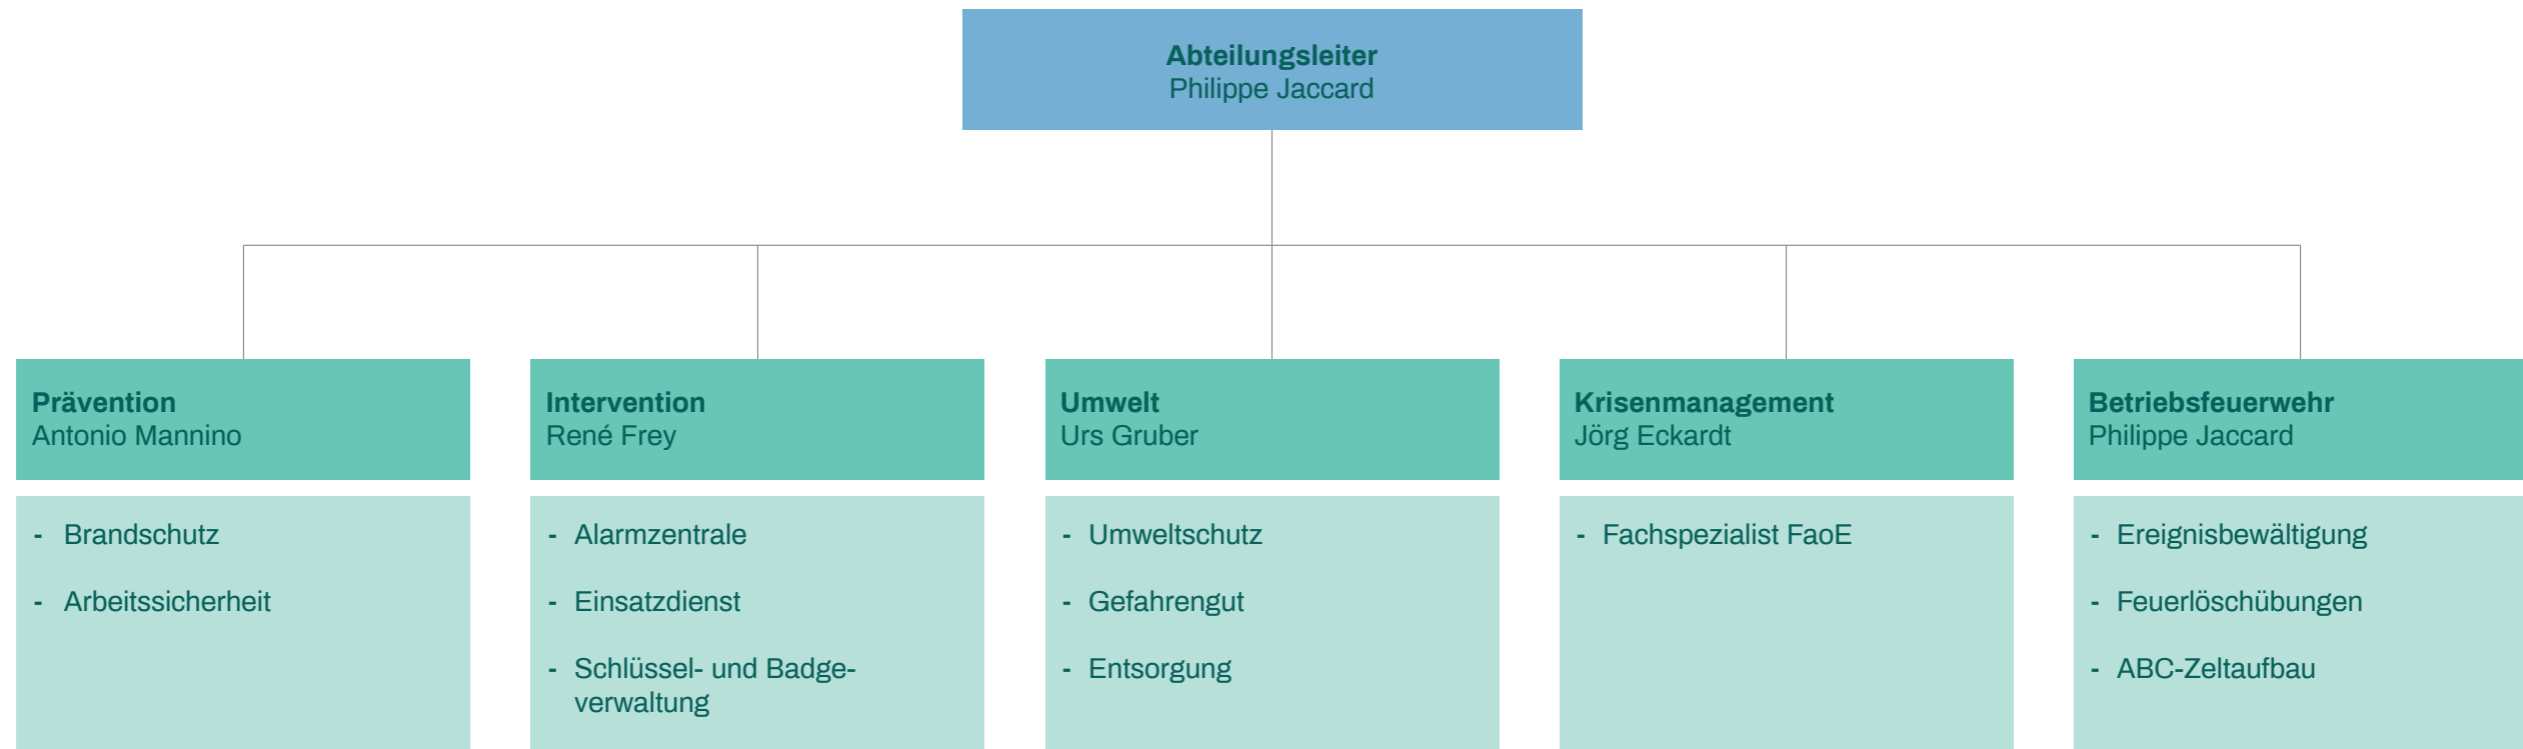 Abteilungsleiter
Philippe Jaccard
Prävention
Antonio Mannino
- Brandschutz
- Arbeitssicherheit
Intervention
René Frey
- Alarmzentrale
- Einsatzdienst
- Schlüssel- und Badge-
verwaltung
Umwelt
Urs Gruber
- Umweltschutz
- Gefahrengut
- Entsorgung
Krisenmanagement
Jörg Eckardt
- Fachspezialist FaoE
Betriebsfeuerwehr
Philippe Jaccard
- Ereignisbewältigung
- Feuerlöschübungen
- ABC-Zeltaufbau